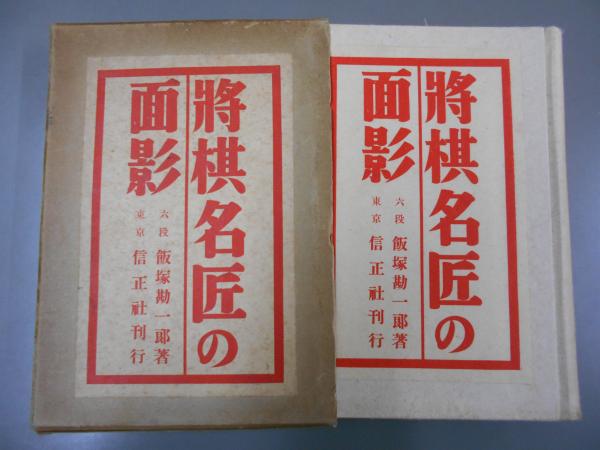 將棋名匠の
面影
六段 飯塚勘一郎著
東京 信正社刊行
將棋名匠の
面影
六段 飯塚勘一郎著
東京 信正社刊行